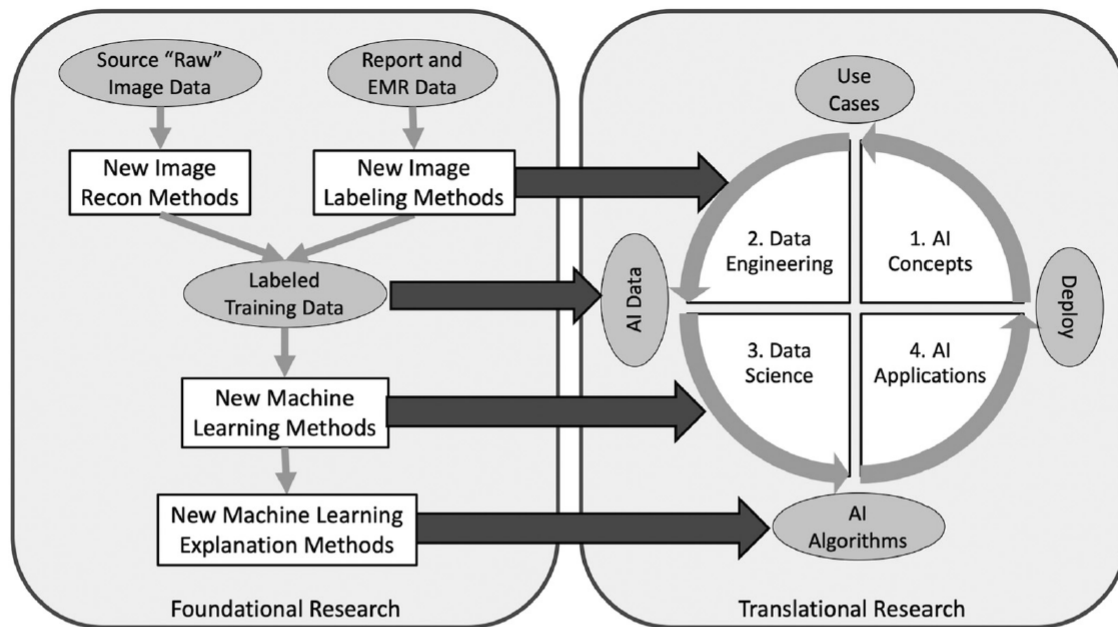 Source “Raw”
Image Data
Report and
EMR Data
New Image
Recon Methods
New Image
Labeling Methods
Labeled
Training Data
New Machine
Learning Methods
New Machine Learning
Explanation Methods
Foundational Research
Use
Cases
2. Data
Engineering
1. AI
Concepts
AI Data
Deploy
3. Data
Science
4. AI
Applications
AI
Algorithms
Translational Research